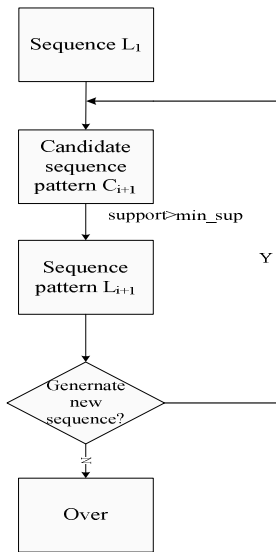 Sequence L₁
Candidate
sequence
pattern Cᵢ₊₁
support>min_sup
Sequence
pattern Lᵢ₊₁
Y
Genernate
new
sequence?
N
Over